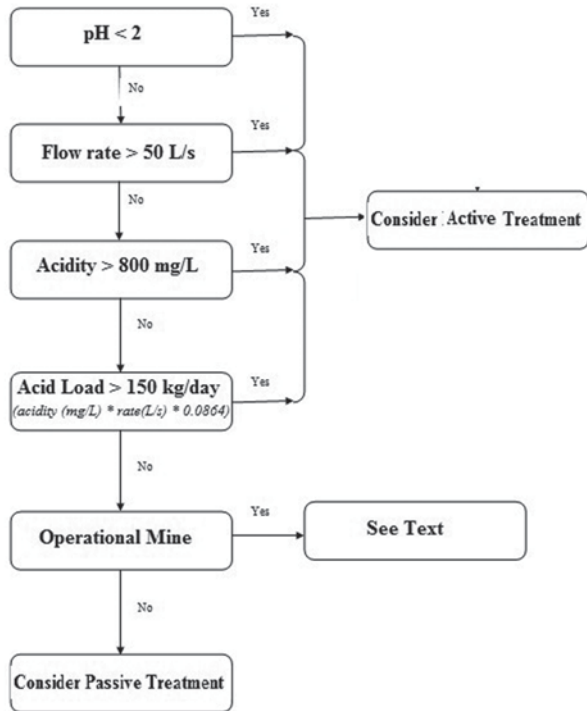 Yes
pH < 2
No
Yes
Flow rate > 50 L/s
No
Consider Active Treatment
Yes
Acidity > 800 mg/L
No
Yes
Acid Load > 150 kg/day
(acidity (mg/L) * rate(L/s) * 0.0864)
No
Yes
See Text
Operational Mine
No
Consider Passive Treatment